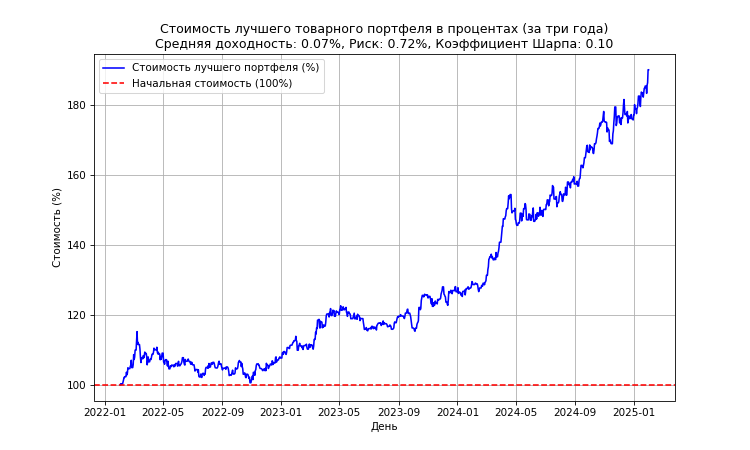 Стоимость лучшего товарного портфеля в процентах (за три года)
Средняя доходность: 0.07%, Риск: 0.72%, Коэффициент Шарпа: 0.10
Стоимость лучшего портфеля (%)
Начальная стоимость (100%)
Стоимость (%)
180
160
140
120
100
2022-01 2022-05 2022-09 2023-01 2023-05 2023-09 2024-01 2024-05 2024-09 2025-01
День